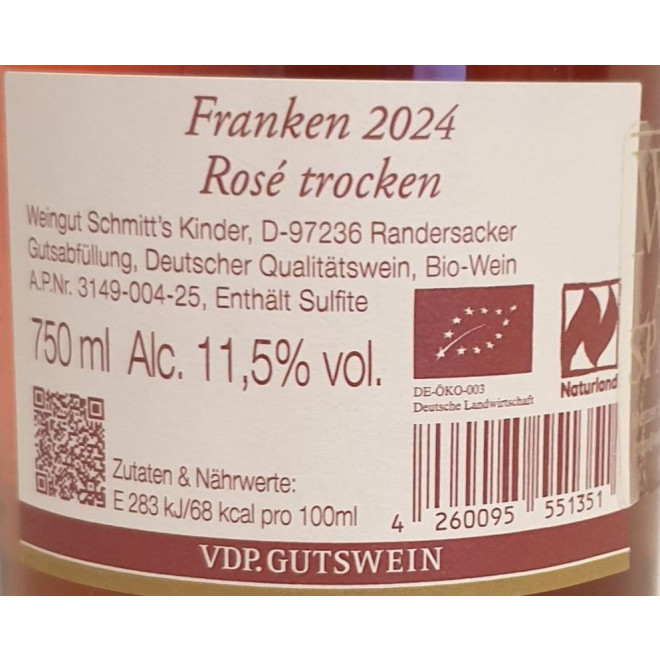 Franken 2024
Rosé trocken
Weingut Schmitt's Kinder, D-97236 Randersacker
Gutsabfüllung, Deutscher Qualitätswein, Bio-Wein
A.P.Nr. 3149-004-25, Enthält Sulfite
750 ml Alc. 11,5% vol.
DE-ÖKO-003
Deutsche Landwirtschaft
Naturland
Zutaten & Nährwerte:
E 283 kJ/68 kcal pro 100ml
4 260095 551351
VDP.GUTSWEIN